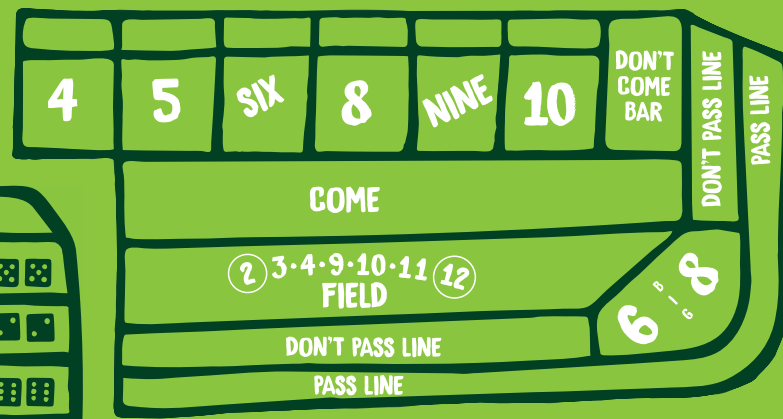 4 5 SIX 8 NINE 10
DON'T
COME
BAR
DON'T PASS LINE
PASS LINE
COME
2 3·4·9·10·11 12
FIELD
6 BIG 8
DON'T PASS LINE
PASS LINE